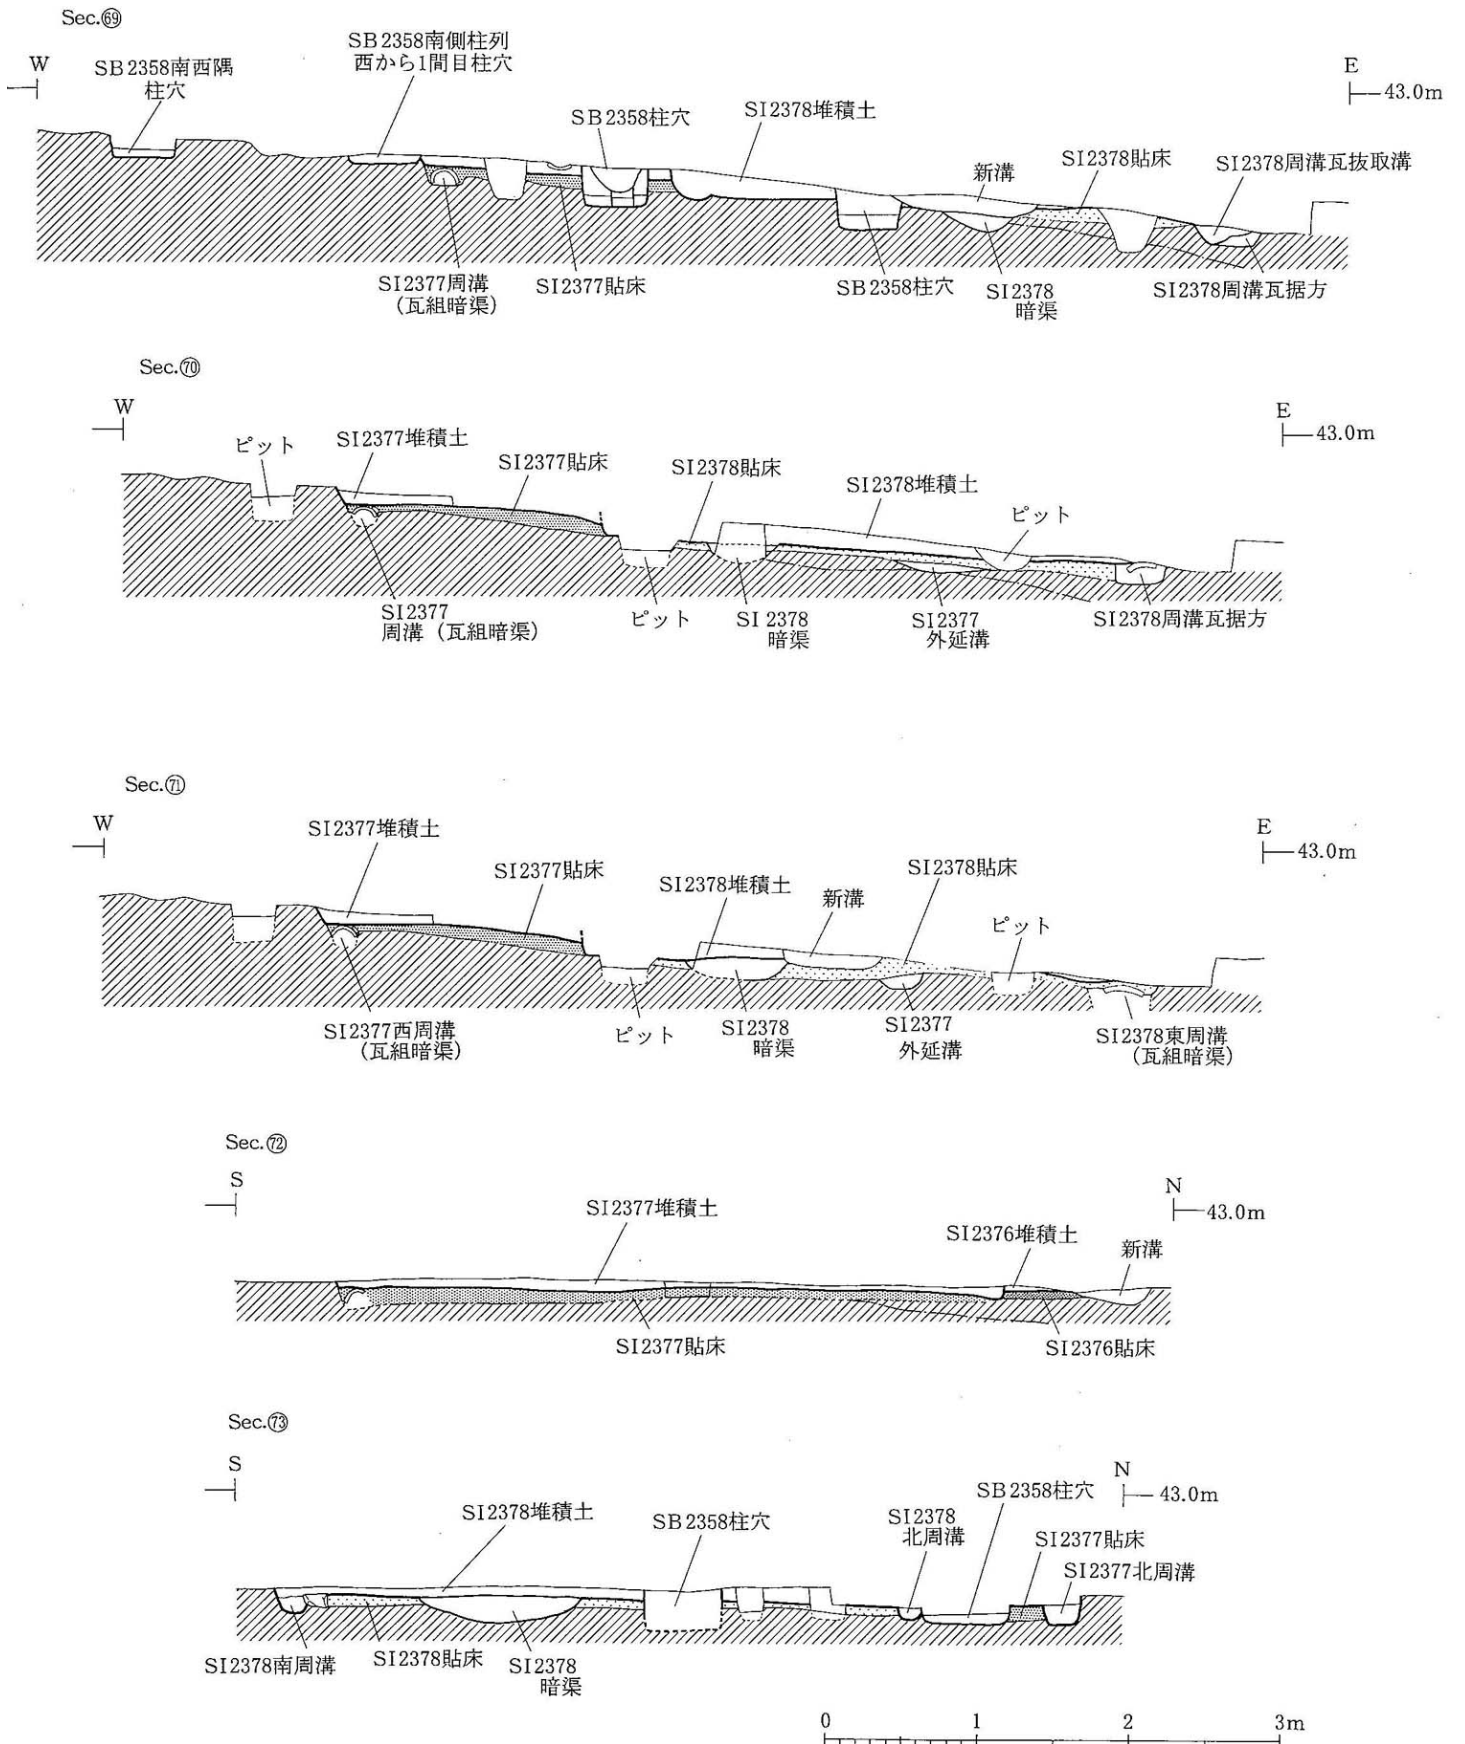 Sec.㊾
W
SB2358南西隅
柱穴
SB2358南側柱列
西から1間目柱穴
SB2358柱穴
SI2378堆積土
新溝
SI2378貼床
SI2378周溝瓦抜取溝
E
43.0m
SI2377周溝
(瓦組暗渠)
SI2377貼床
SB2358柱穴
SI2378
暗渠
SI2378周溝瓦据方
Sec.70
W
ピット
SI2377堆積土
SI2377貼床
SI2378貼床
SI2378堆積土
ピット
E
43.0m
SI2377
周溝(瓦組暗渠)
ピット
SI2378
暗渠
SI2377
外延溝
SI2378周溝瓦据方
Sec.71
W
SI2377堆積土
SI2377貼床
SI2378堆積土
新溝
SI2378貼床
ピット
E
43.0m
SI2377西周溝
(瓦組暗渠)
ピット
SI2378
暗渠
SI2377
外延溝
SI2378東周溝
(瓦組暗渠)
Sec.72
S
SI2377堆積土
SI2376堆積土
新溝
N
43.0m
SI2377貼床
SI2376貼床
Sec.73
S
SI2378堆積土
SB2358柱穴
SI2378
北周溝
SB2358柱穴
SI2377貼床
SI2377北周溝
N
43.0m
SI2378南周溝
SI2378貼床
SI2378
暗渠
0 1 2 3m